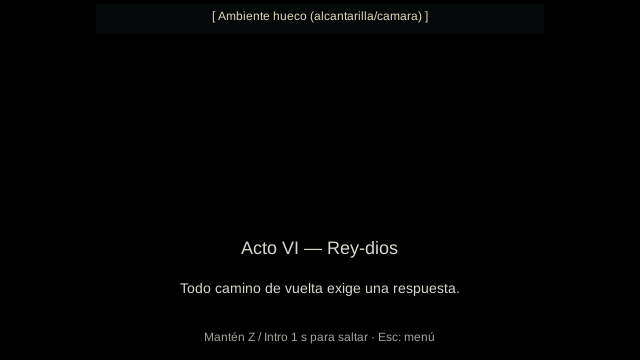 [ Ambiente hueco (alcantarilla/camara) ]
Acto VI — Rey-dios
Todo camino de vuelta exige una respuesta.
Mantén Z / Intro 1 s para saltar · Esc: menú